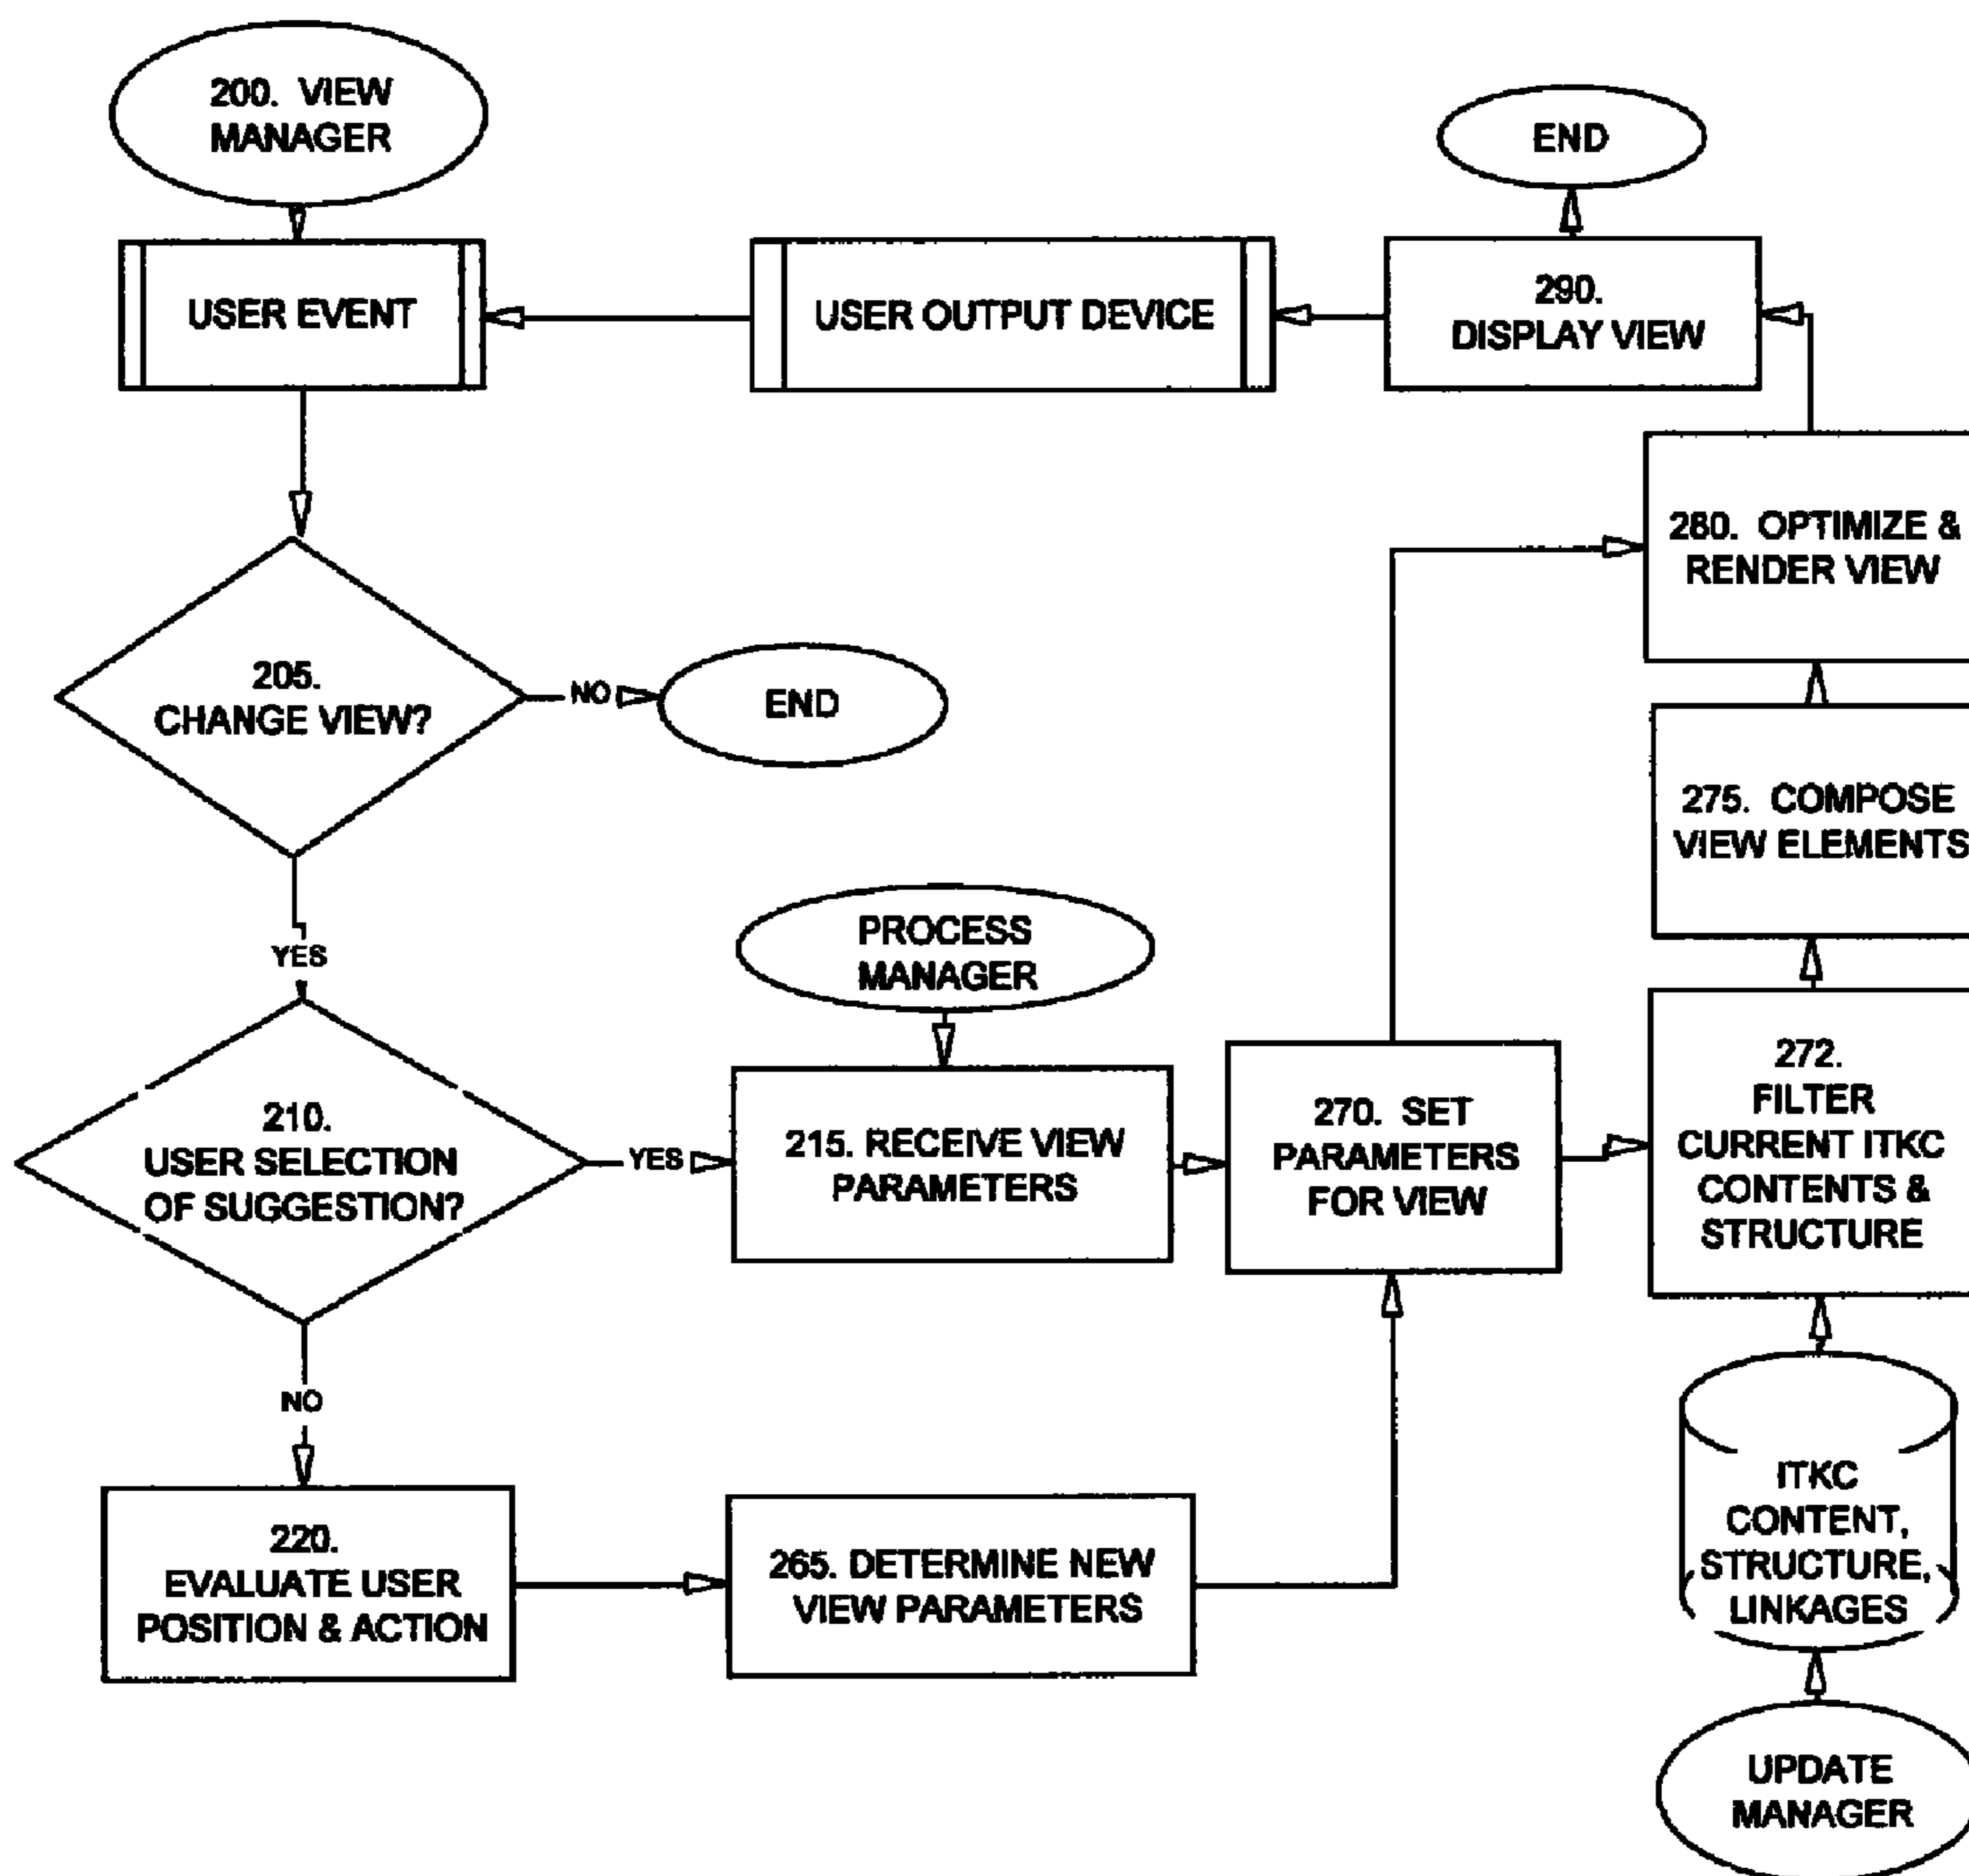 200. VIEW
MANAGER
END
USER EVENT
USER OUTPUT DEVICE
290.
DISPLAY VIEW
280. OPTIMIZE &
RENDER VIEW
205.
CHANGE VIEW?
NO
END
275. COMPOSE
VIEW ELEMENTS
YES
PROCESS
MANAGER
210.
USER SELECTION
OF SUGGESTION?
YES
215. RECEIVE VIEW
PARAMETERS
270. SET
PARAMETERS
FOR VIEW
272.
FILTER
CURRENT ITKC
CONTENTS &
STRUCTURE
NO
220.
EVALUATE USER
POSITION & ACTION
265. DETERMINE NEW
VIEW PARAMETERS
ITKC
CONTENT,
STRUCTURE,
LINKAGES
UPDATE
MANAGER